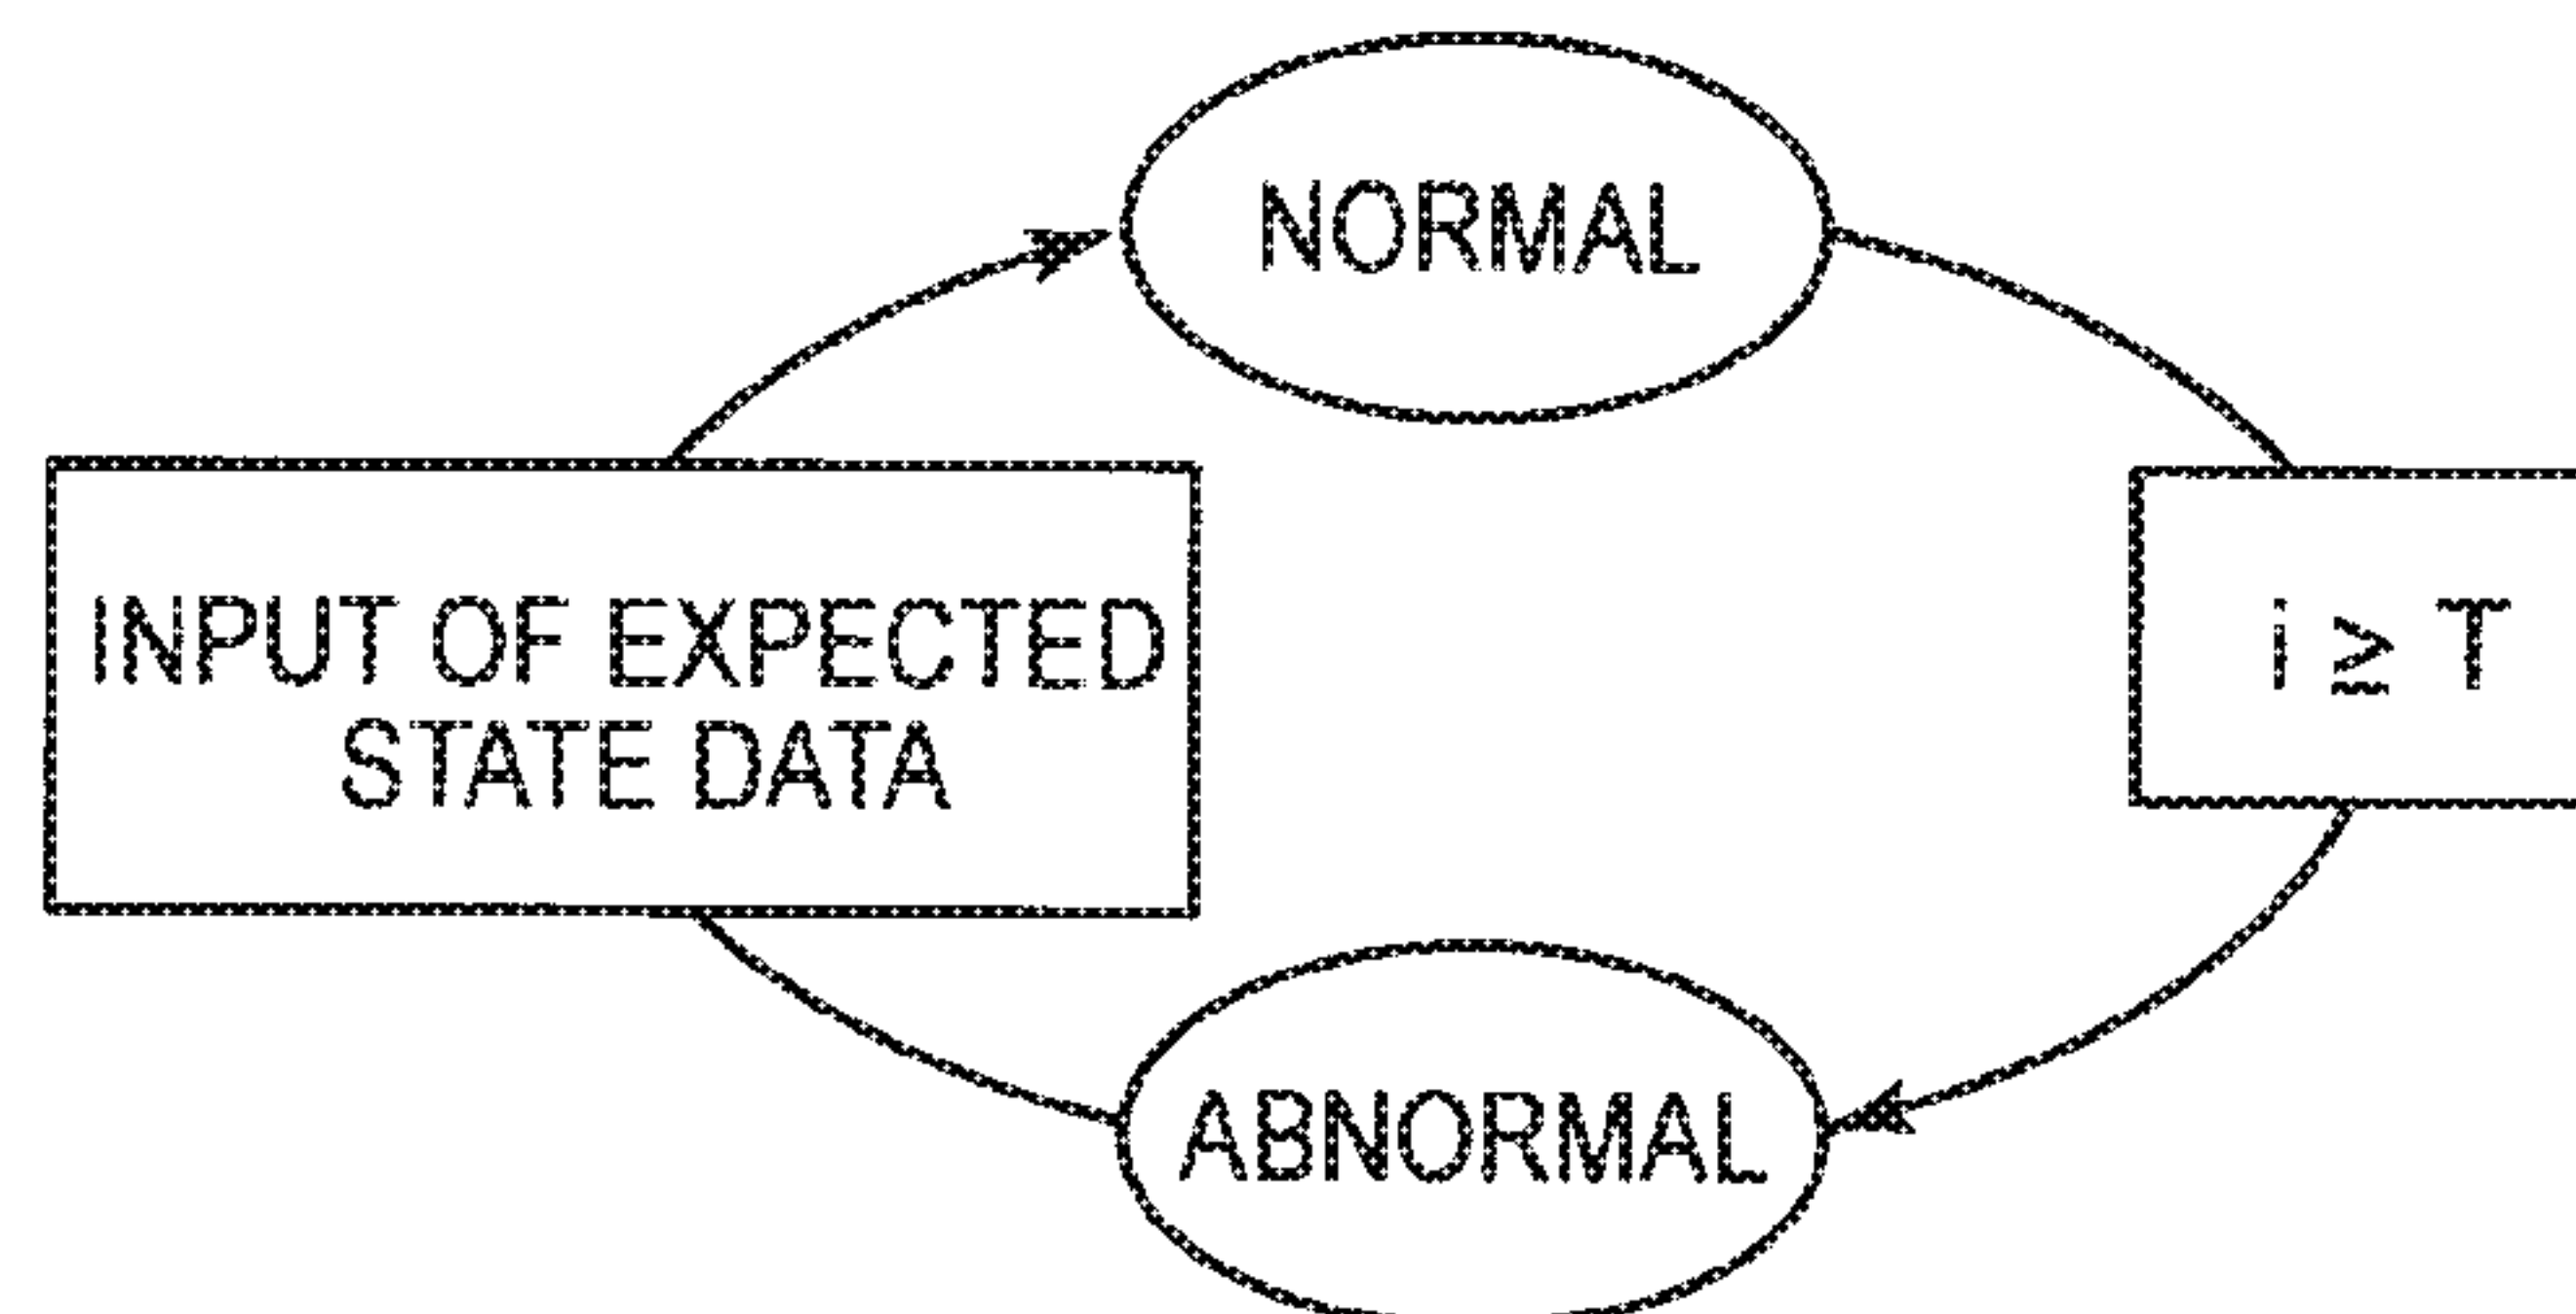 NORMAL
INPUT OF EXPECTED
STATE DATA
i ≥ T
ABNORMAL